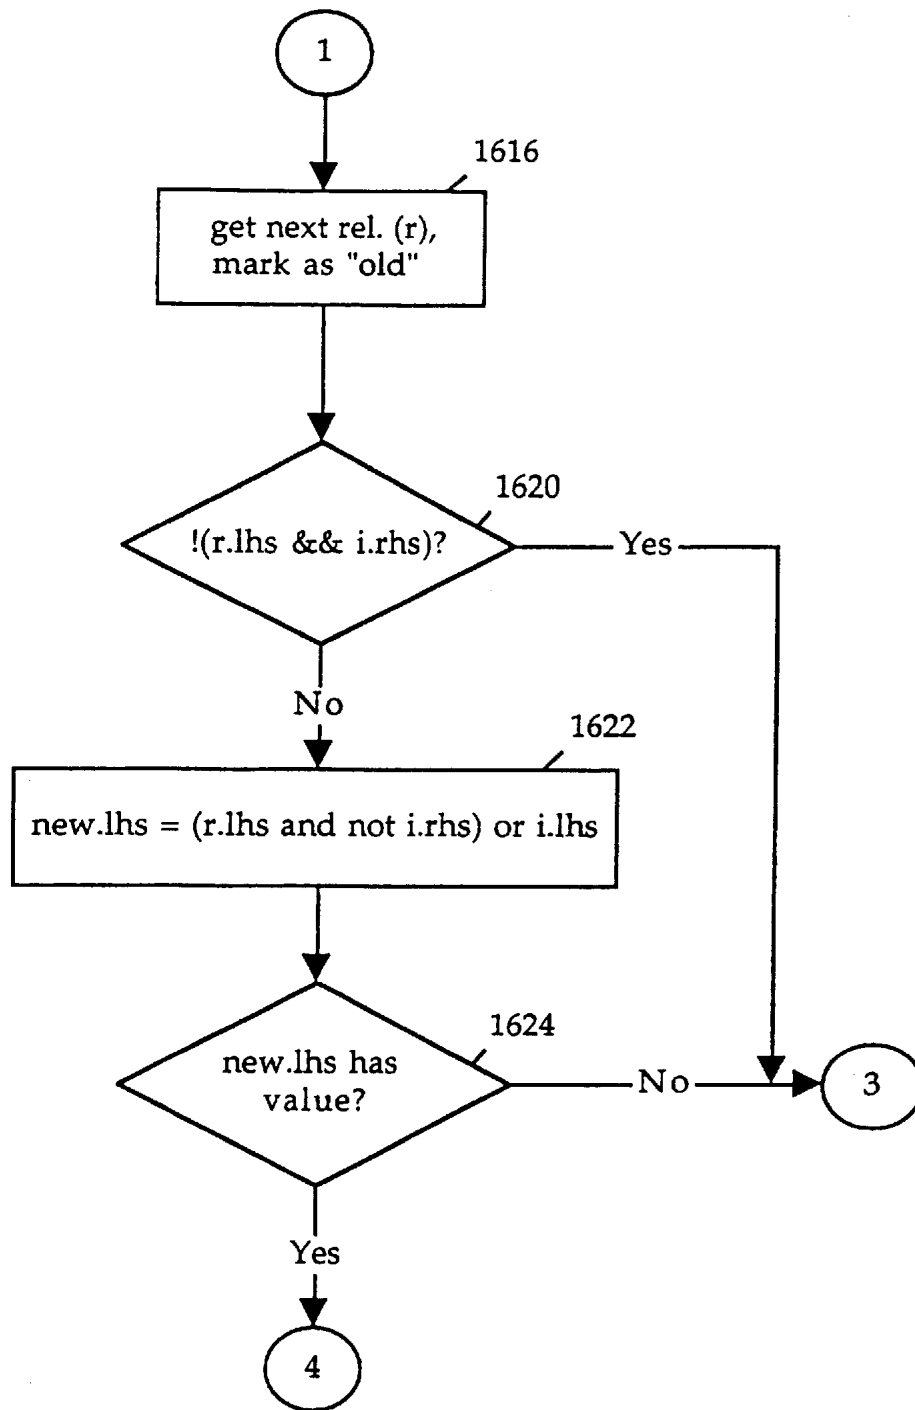 1
1616
get next rel. (r),
mark as "old"
1620
!(r.lhs && i.rhs)?
Yes
No
1622
new.lhs = (r.lhs and not i.rhs) or i.lhs
1624
new.lhs has
value?
No
3
Yes
4